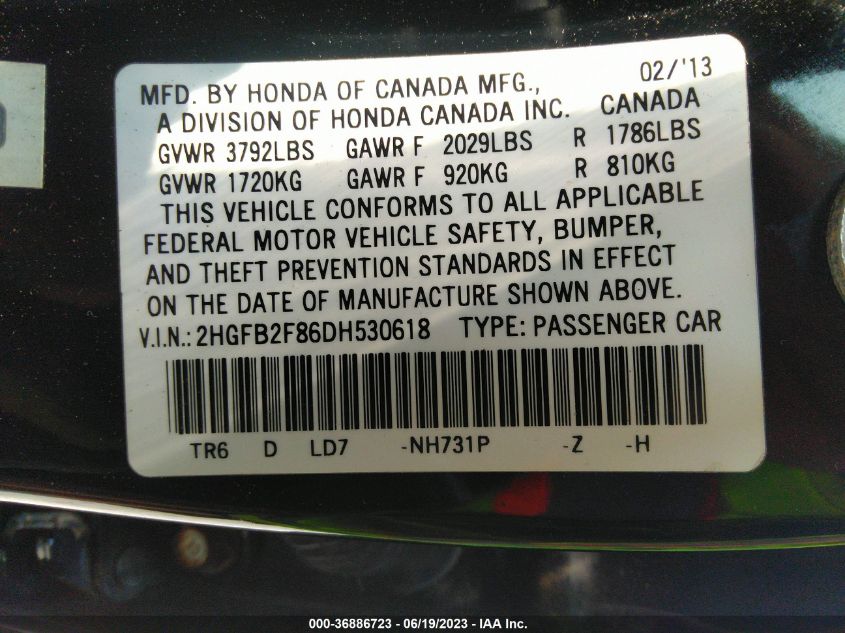 MFD. BY HONDA OF CANADA MFG., 02/'13
A DIVISION OF HONDA CANADA INC. CANADA
GVWR 3792LBS GAWR F 2029LBS R 1786LBS
GVWR 1720KG GAWR F 920KG R 810KG
THIS VEHICLE CONFORMS TO ALL APPLICABLE
FEDERAL MOTOR VEHICLE SAFETY, BUMPER,
AND THEFT PREVENTION STANDARDS IN EFFECT
ON THE DATE OF MANUFACTURE SHOWN ABOVE.
V.I.N.: 2HGFB2F86DH530618 TYPE: PASSENGER CAR
TR6 D LD7 -NH731P -Z -H
000-36886723 - 06/19/2023 - IAA Inc.